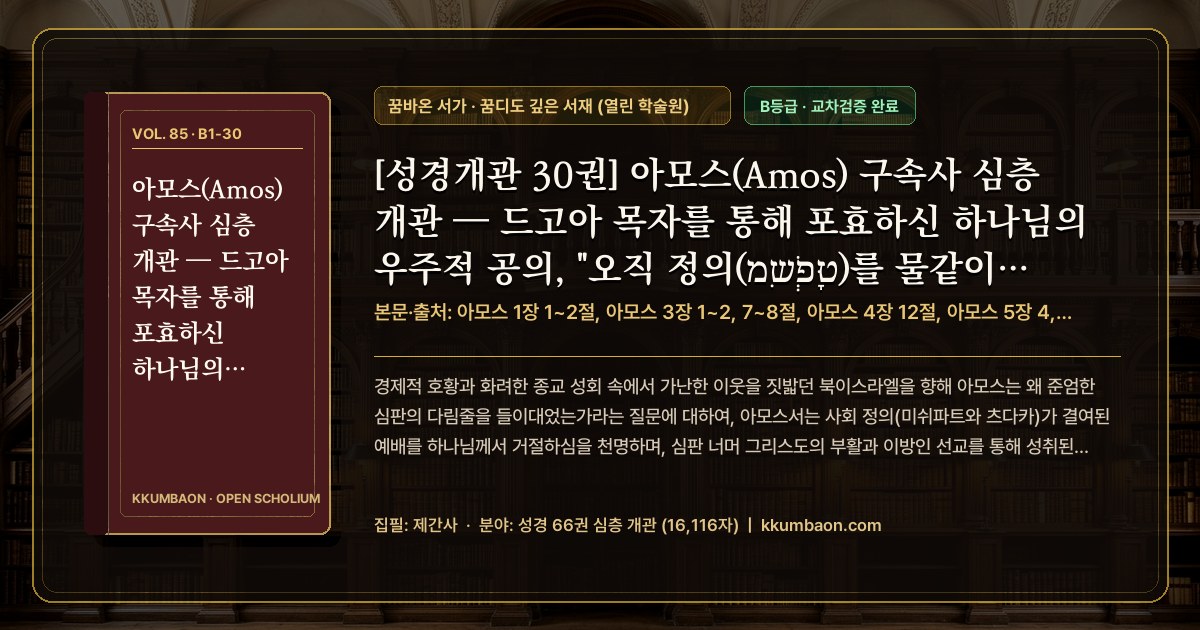 VOL. 85 · B1-30
아모스(Amos)
구속사 심층
개관 — 드고아
목자를 통해
포효하신
하나님의…
KKUMBAON · OPEN SCHOLIUM
꿈바온 서가 · 꿈디도 깊은 서재 (열린 학술원)
B등급 · 교차검증 완료
[성경개관 30권] 아모스(Amos) 구속사 심층
개관 — 드고아 목자를 통해 포효하신 하나님의
우주적 공의, "오직 정의(טָפְּשִׁמ)를 물같이…
본문·출처: 아모스 1장 1~2절, 아모스 3장 1~2, 7~8절, 아모스 4장 12절, 아모스 5장 4,...
경제적 호황과 화려한 종교 성회 속에서 가난한 이웃을 짓밟던 북이스라엘을 향해 아모스는 왜 준엄한
심판의 다림줄을 들이대었는가라는 질문에 대하여, 아모스서는 사회 정의(미쉬파트와 츠다카)가 결여된
예배를 하나님께서 거절하심을 천명하며, 심판 너머 그리스도의 부활과 이방인 선교를 통해 성취된...
집필: 제간사 · 분야: 성경 66권 심층 개관 (16,116자) | kkumbaon.com